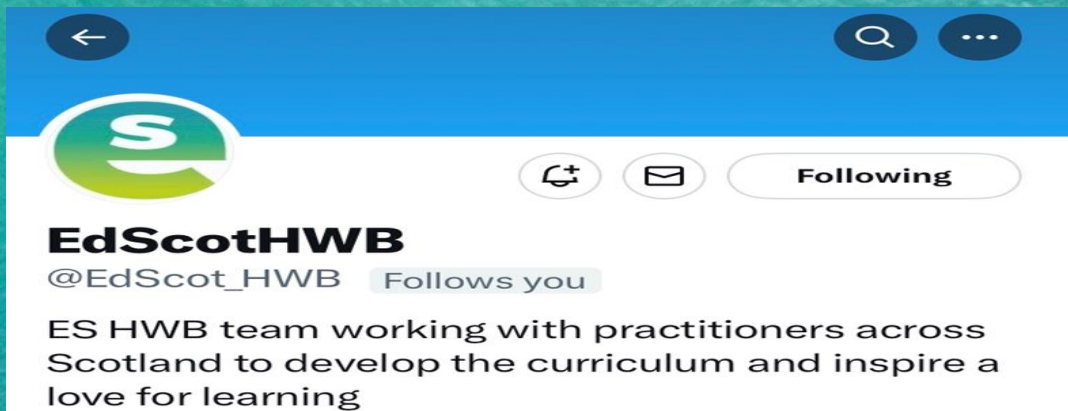 s
EdScotHWB
@EdScot_HWB Follows you
Following
ES HWB team working with practitioners across
Scotland to develop the curriculum and inspire a
love for learning